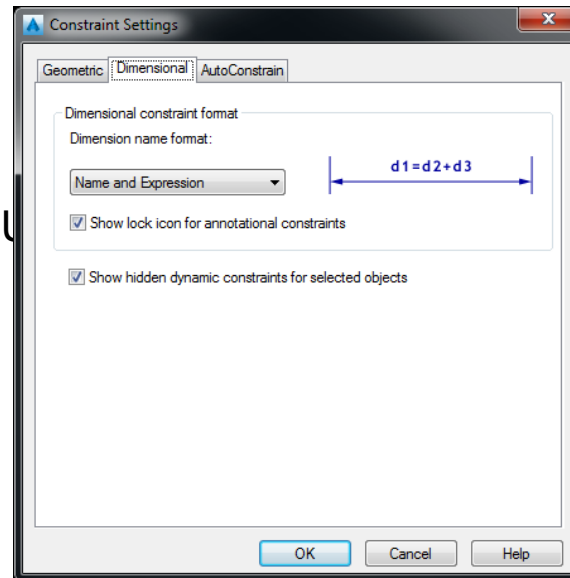 Constraint Settings
Geometric Dimensional AutoConstrain
Dimensional constraint format
Dimension name format:
Name and Expression
d1=d2+d3
Show lock icon for annotational constraints
Show hidden dynamic constraints for selected objects
OK Cancel Help